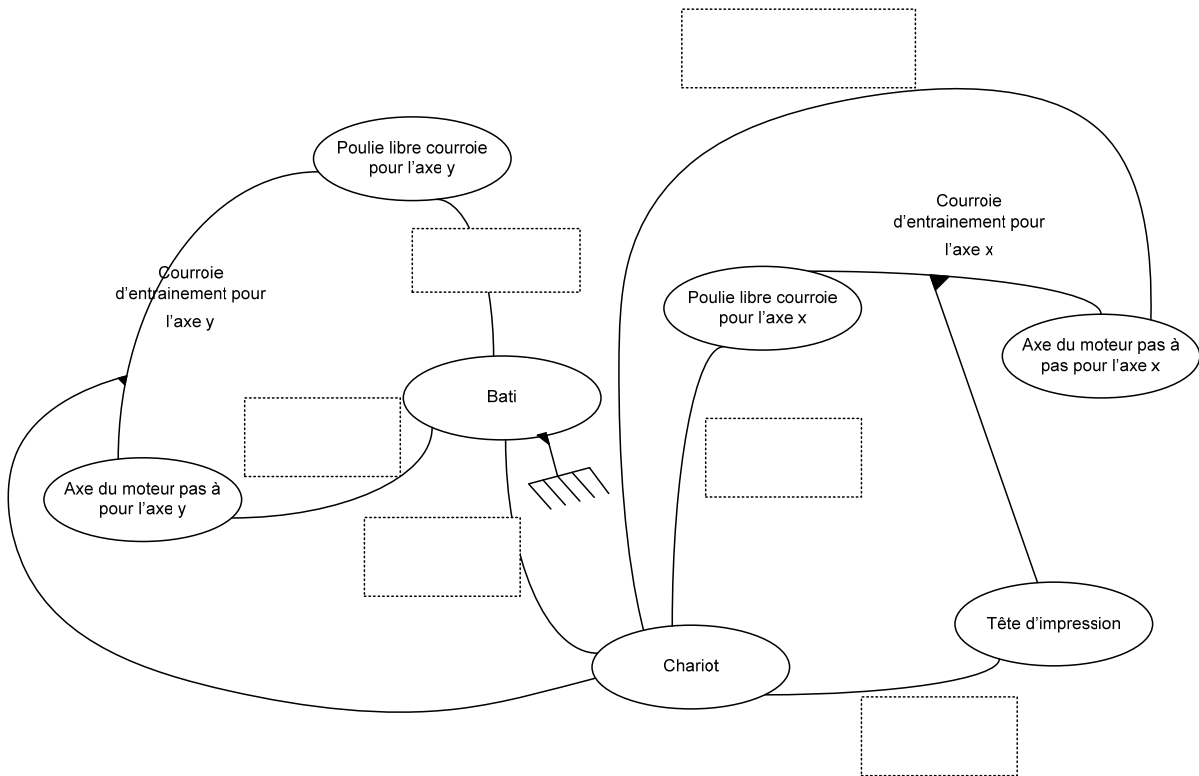 Poulie libre courroie
pour l'axe y
Courroie
d'entrainement pour
l'axe y
Bati
Axe du moteur pas à
pour l'axe y
Courroie
d'entrainement pour
l'axe x
Poulie libre courroie
pour l'axe x
Axe du moteur pas à
pas pour l'axe x
Tête d'impression
Chariot